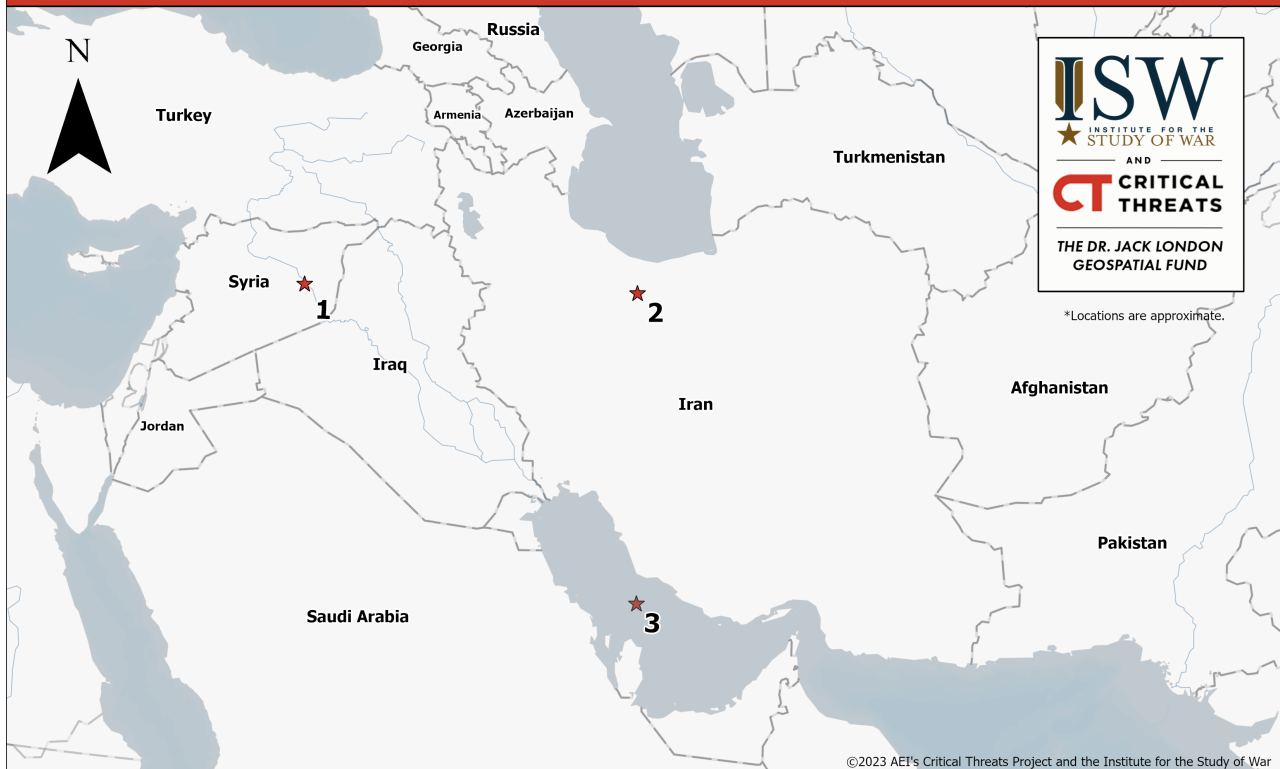 Russia
Georgia
N
Turkey
Armenia
Azerbaijan
Turkmenistan
ISW
INSTITUTE FOR THE
STUDY OF WAR
AND
CT CRITICAL
THREATS
THE DR. JACK LONDON
GEOSPATIAL FUND
*Locations are approximate.
Syria
1
2
Iraq
Iran
Afghanistan
Jordan
Pakistan
Saudi Arabia
3
©2023 AEI's Critical Threats Project and the Institute for the Study of War